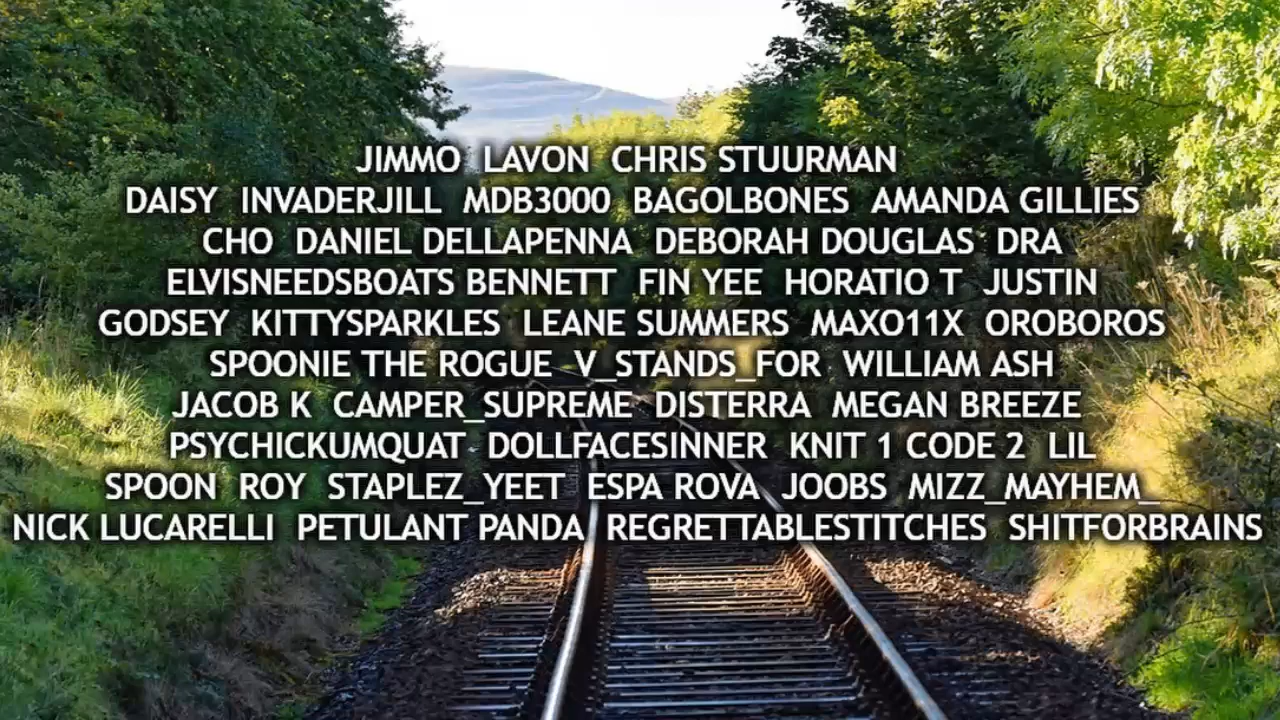 JIMMO  LAVON  CHRIS STUURMAN
DAISY  INVADERJILL  MDB3000  BAGOLBONES  AMANDA GILLIES
CHO  DANIEL DELLAPENNA  DEBORAH DOUGLAS  DRA
ELVISNEEDSBOATS BENNETT  FIN YEE  HORATIO T  JUSTIN
GODSEY  KITTYSPARKLES  LEANE SUMMERS  MAXO11X  OROBOROS
SPOONIE THE ROGUE  V_STANDS_FOR  WILLIAM ASH
JACOB K  CAMPER_SUPREME  DISTERRA  MEGAN BREEZE
PSYCHICKUMQUAT  DOLLFACESINNER  KNIT 1 CODE 2  LIL
SPOON  ROY  STAPLEZ_YEET  ESPA ROVA  JOOBS  MIZZ_MAYHEM_
NICK LUCARELLI  PETULANT PANDA  REGRETTABLESTITCHES  SHITFORBRAINS